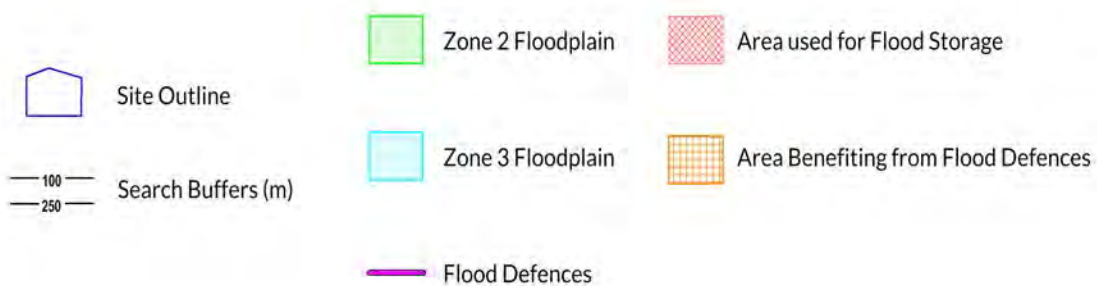 Site Outline
100
250
Search Buffers (m)
Zone 2 Floodplain
Zone 3 Floodplain
Flood Defences
Area used for Flood Storage
Area Benefiting from Flood Defences